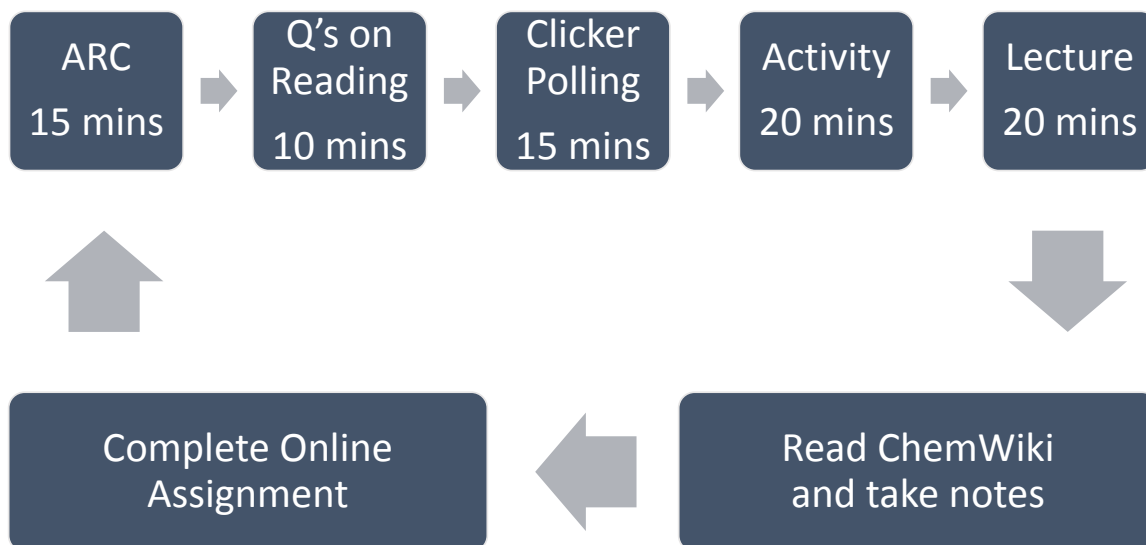 ARC
15 mins
Q’s on
Reading
10 mins
Clicker
Polling
15 mins
Activity
20 mins
Lecture
20 mins
Complete Online
Assignment
Read ChemWiki
and take notes